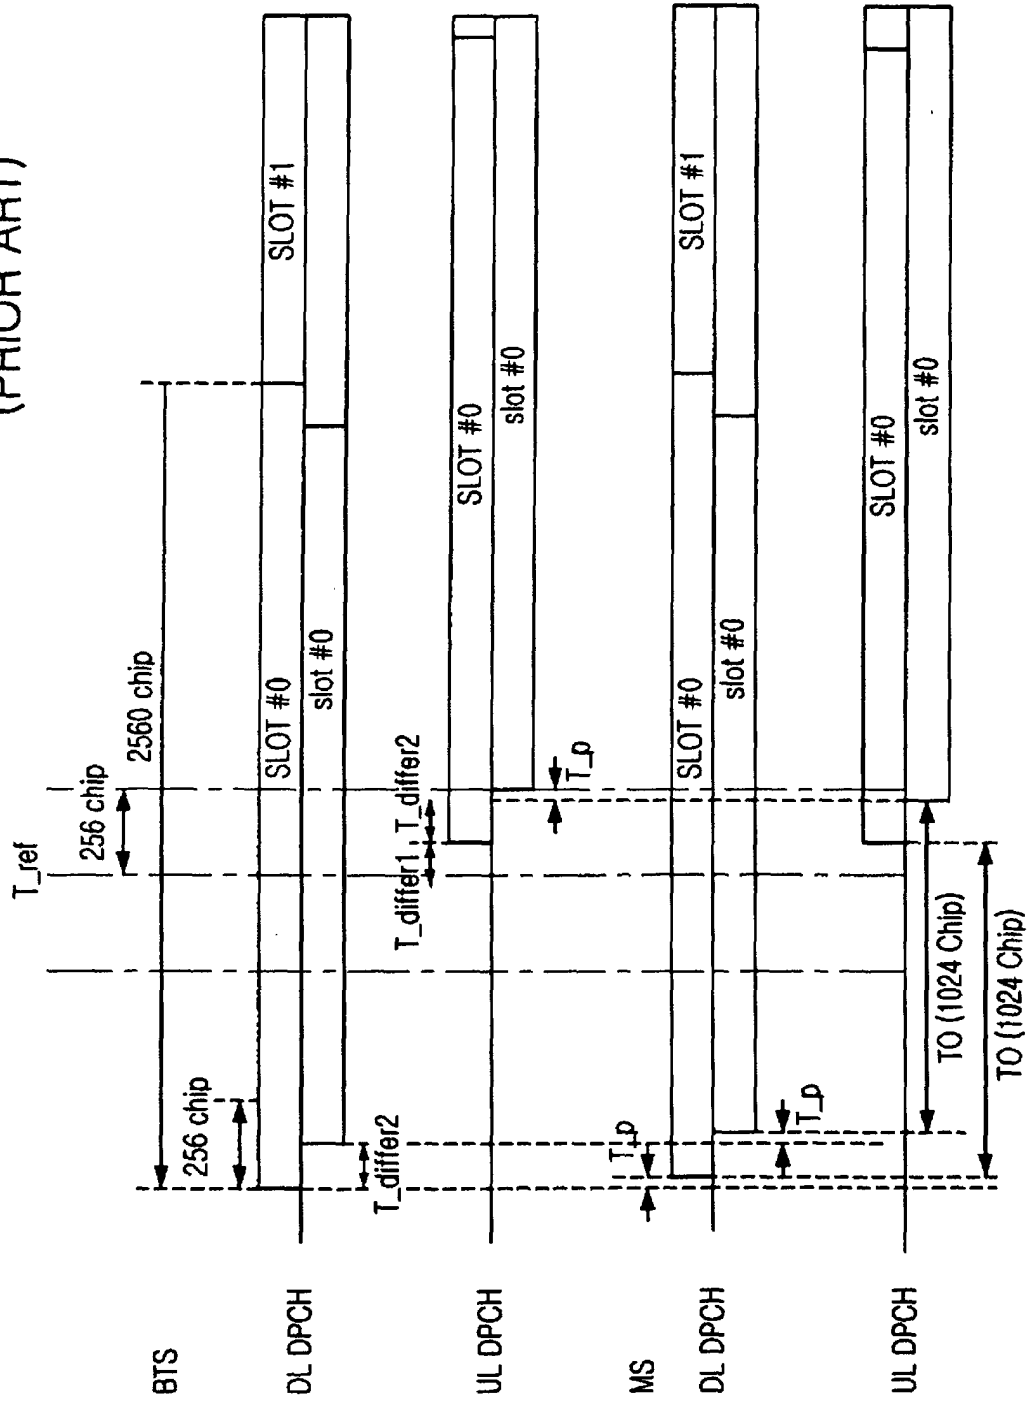 (PRIOR ART)
T_ref
256 chip
2560 chip
256 chip
BTS
DL DPCH
SLOT #0
SLOT #1
slot #0
T_differ2
T_differ1
T_differ2
UL DPCH
SLOT #0
slot #0
T_p
MS
T_p
DL DPCH
SLOT #0
SLOT #1
slot #0
T_p
UL DPCH
SLOT #0
slot #0
TO (1024 Chip)
TO (1024 Chip)